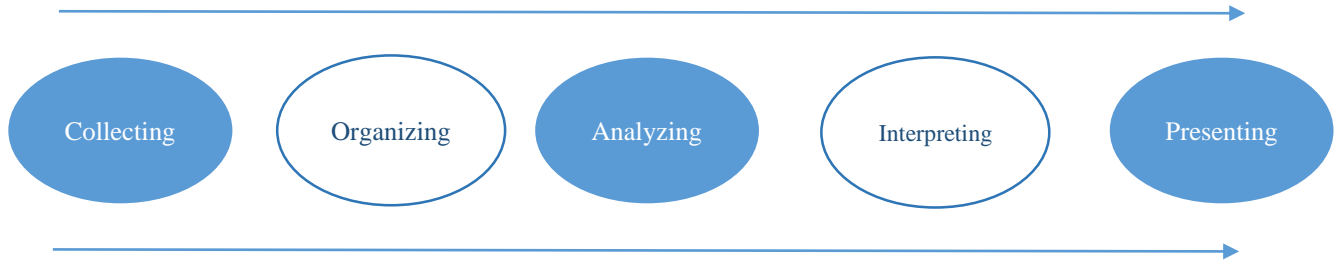 Collecting
Organizing
Analyzing
Interpreting
Presenting